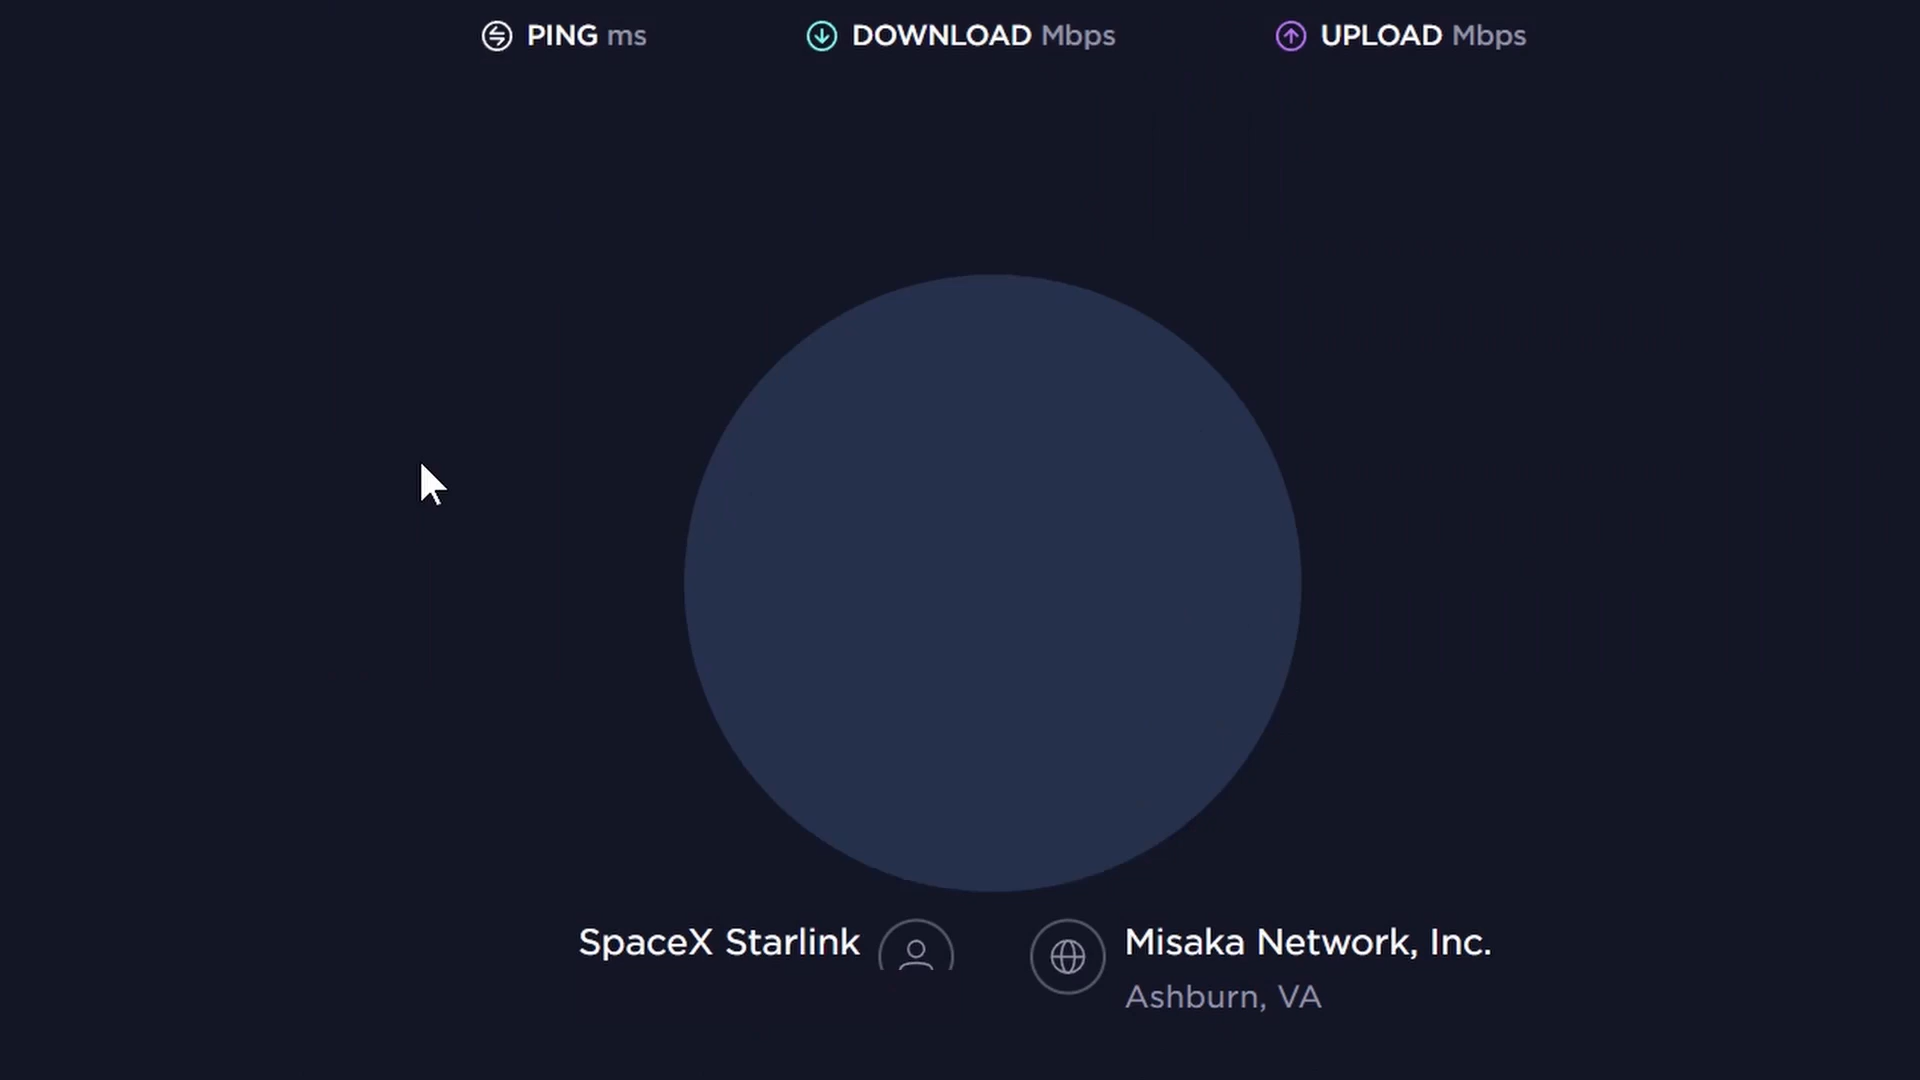 PING ms
DOWNLOAD Mbps
UPLOAD Mbps
SpaceX Starlink
Misaka Network, Inc.
Ashburn, VA